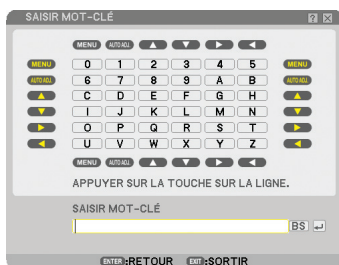 SAISIR MOT-CLÉ
MENU AUTO ADJ.
MENU 0 1 2 3 4 5 MENU
AUTO ADJ. 6 7 8 9 A B AUTO ADJ.
C D E F G H
I J K L M N
O P Q R S T
U V W X Y Z
MENU AUTO ADJ.
APPUYER SUR LA TOUCHE SUR LA LIGNE.
SAISIR MOT-CLÉ
BS
ENTER :RETOUR EXIT :SORTIR